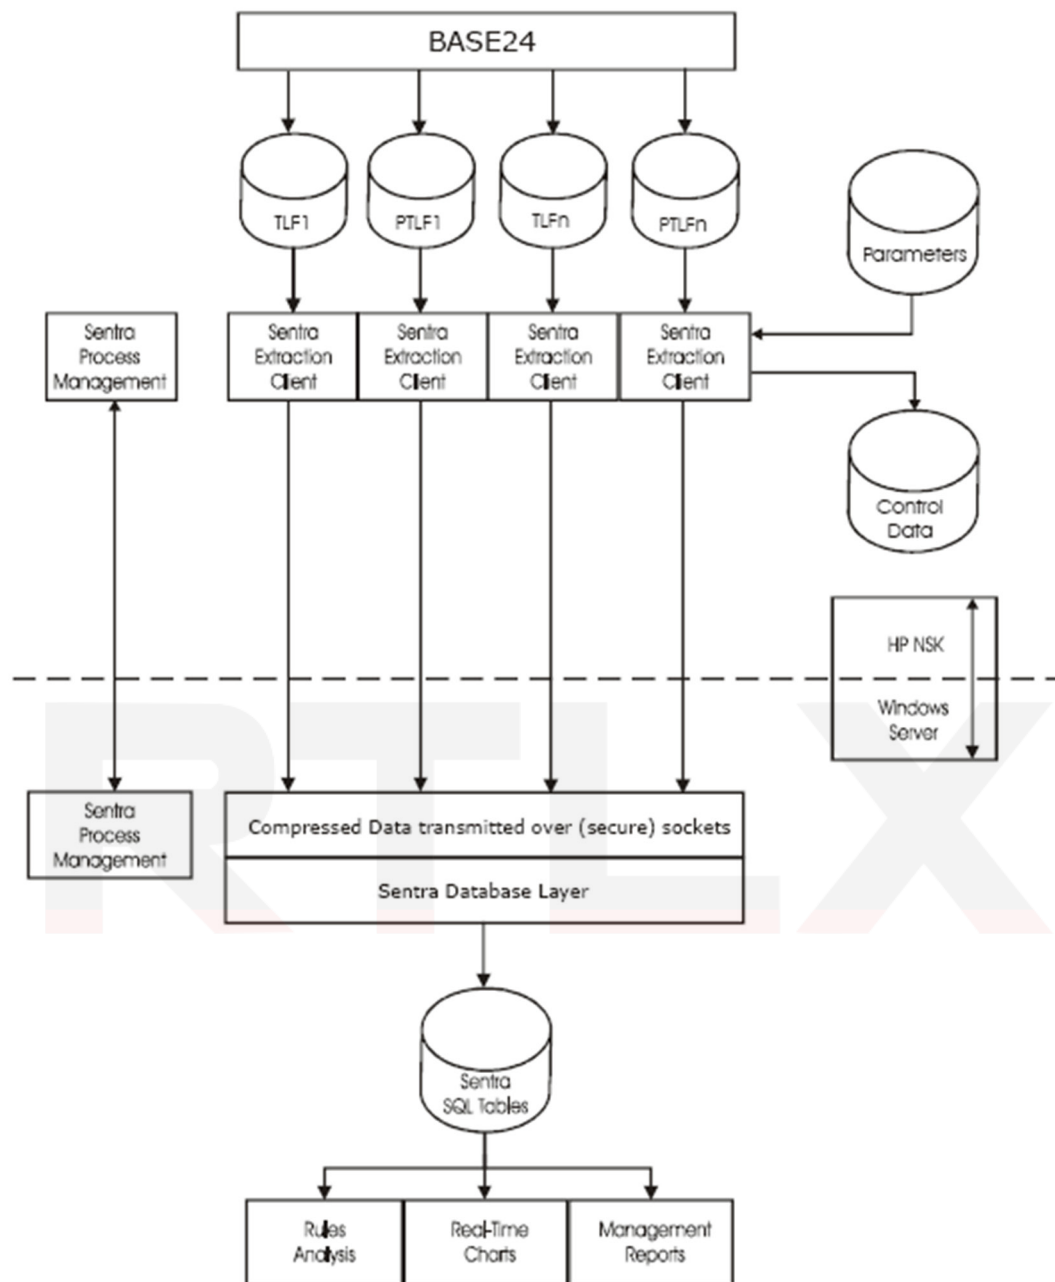 BASE24
TLF1
PTLF1
TLFn
PTLFn
Parameters
Sentra
Process
Management
Sentra
Extraction
Client
Sentra
Extraction
Client
Sentra
Extraction
Client
Sentra
Extraction
Client
Control
Data
HP NSK
Windows
Server
RTLX
Sentra
Process
Management
Compressed Data transmitted over (secure) sockets
Sentra Database Layer
Sentra
SQL Tables
Rules
Analysis
Real-Time
Charts
Management
Reports